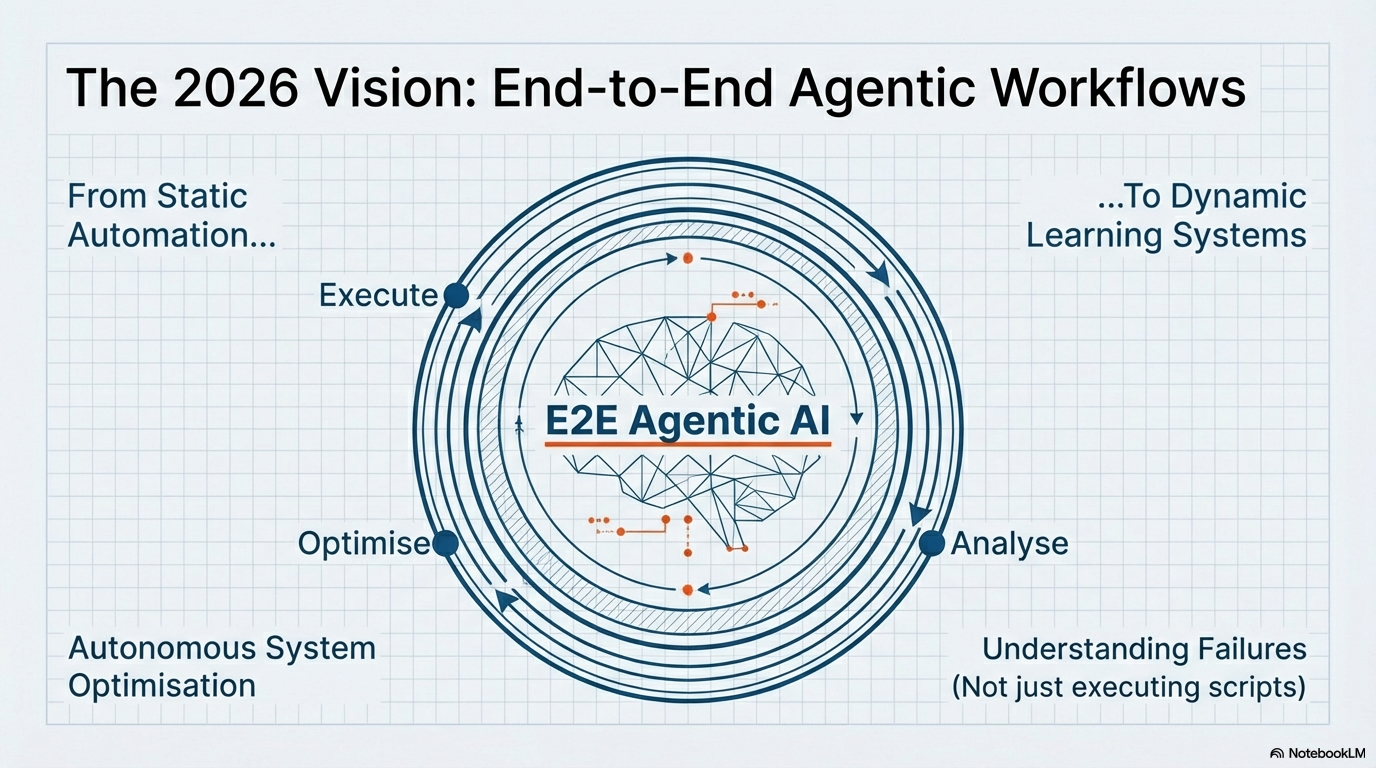 The 2026 Vision: End-to-End Agentic Workflows
From Static
Automation...
...To Dynamic
Learning Systems
Execute
E2E Agentic AI
Optimise
Analyse
Autonomous System
Optimisation
Understanding Failures
(Not just executing scripts)
NotebookLM